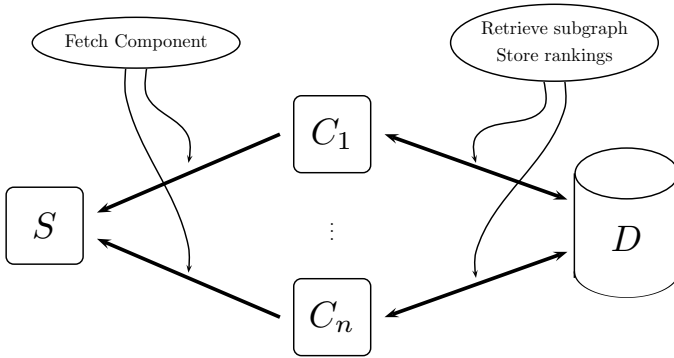 Fetch Component
Retrieve subgraph
Store rankings
C₁
S
⋮
D
Cₙ